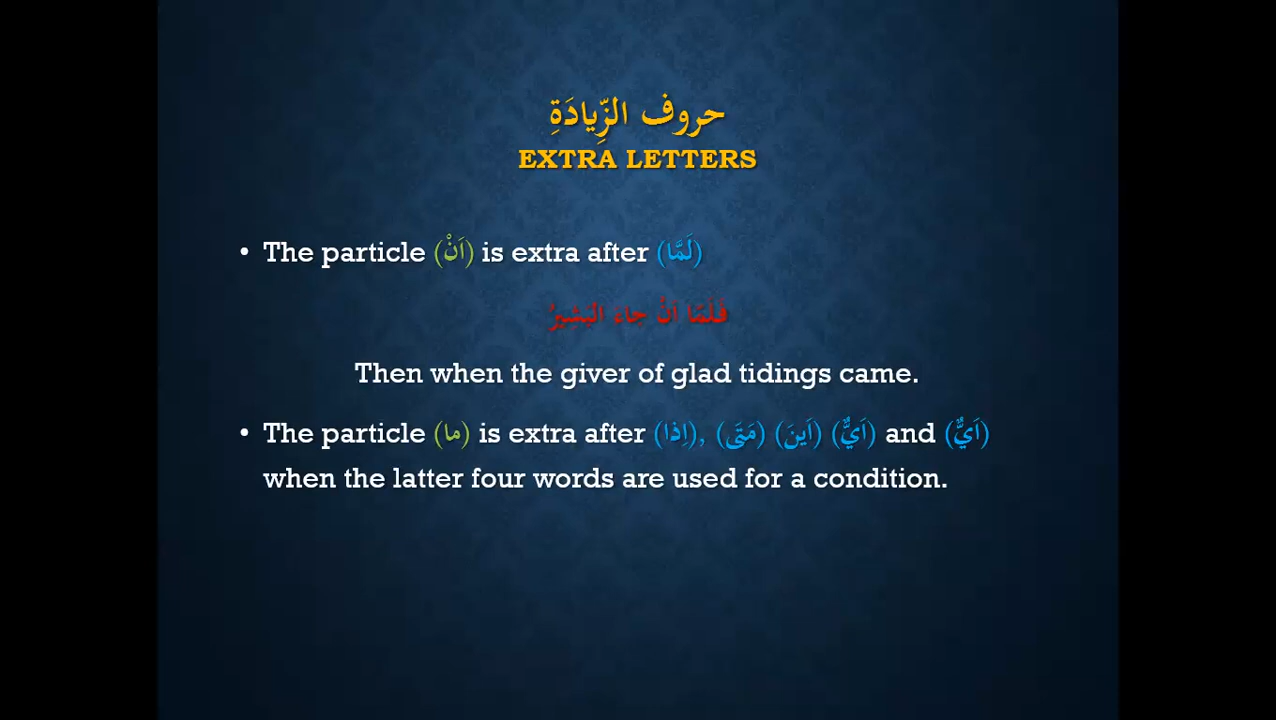 حروف الزِّيادَةِ
EXTRA LETTERS
• The particle (اَنْ) is extra after (لَمَّا)
فَلَمّا اَنْ جاءَ الْبَشِيرُ
Then when the giver of glad tidings came.
• The particle (ما) is extra after (اِذا), (مَتَى) (اَينَ) (اَيٌّ) and (اَيٌّ)
when the latter four words are used for a condition.